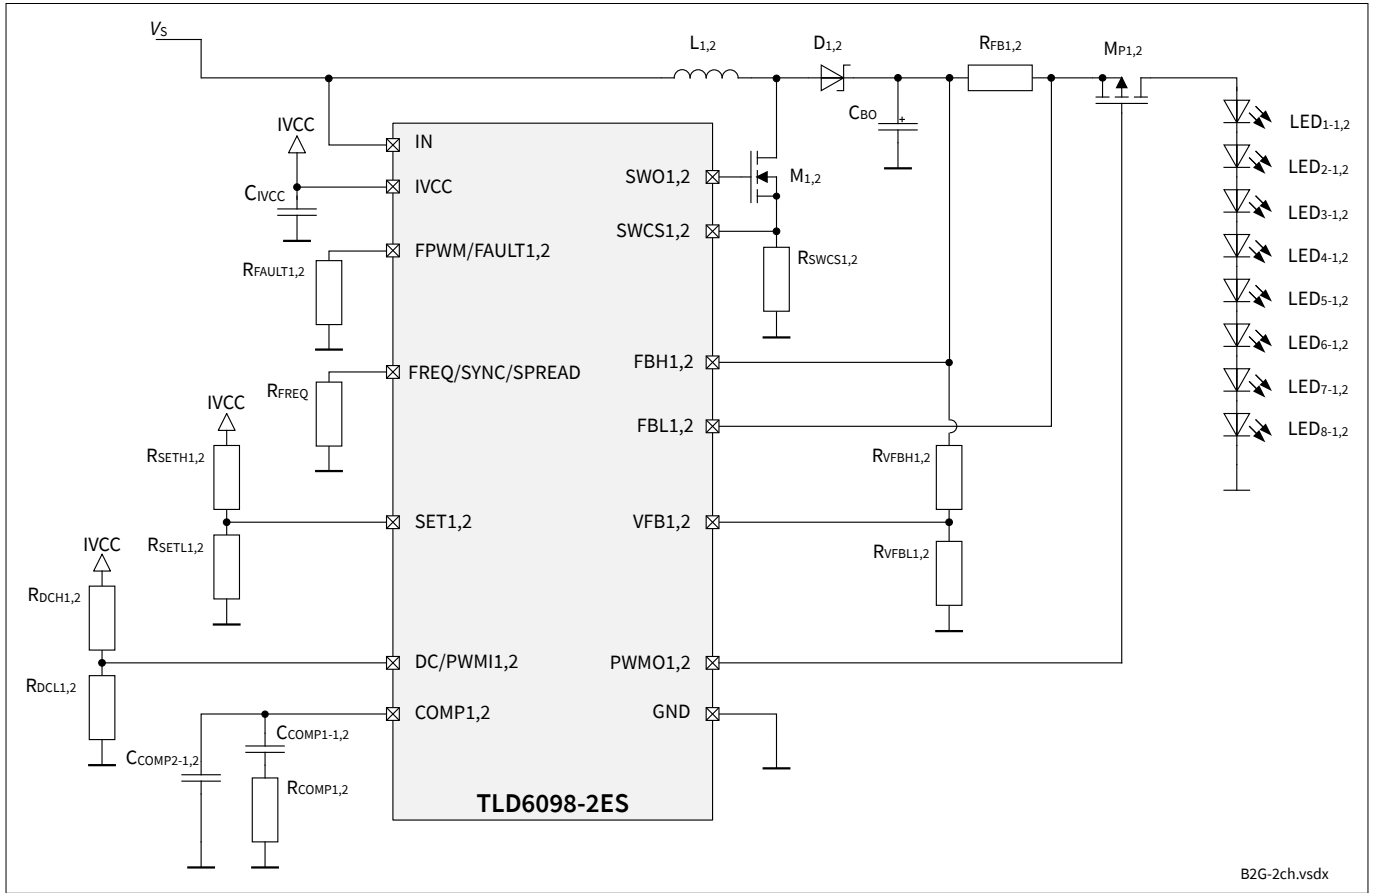 VS
L1,2
D1,2
RFB1,2
MP1,2
CBO
IVCC
IN
LED1-1,2
IVCC
SWO1,2
M1,2
LED2-1,2
CIVCC
LED3-1,2
SWCS1,2
FPWM/FAULT1,2
RSWCS1,2
LED4-1,2
RFAULT1,2
LED5-1,2
LED6-1,2
FBH1,2
FREQ/SYNC/SPREAD
RFREQ
LED7-1,2
IVCC
FBL1,2
LED8-1,2
RSETH1,2
RVFBH1,2
SET1,2
VFB1,2
IVCC
RSETL1,2
RVFBL1,2
RDCH1,2
DC/PWMI1,2
PWMO1,2
RDCL1,2
COMP1,2
GND
CCOMP1-1,2
CCOMP2-1,2
RCOMP1,2
TLD6098-2ES
B2G-2ch.vsdx